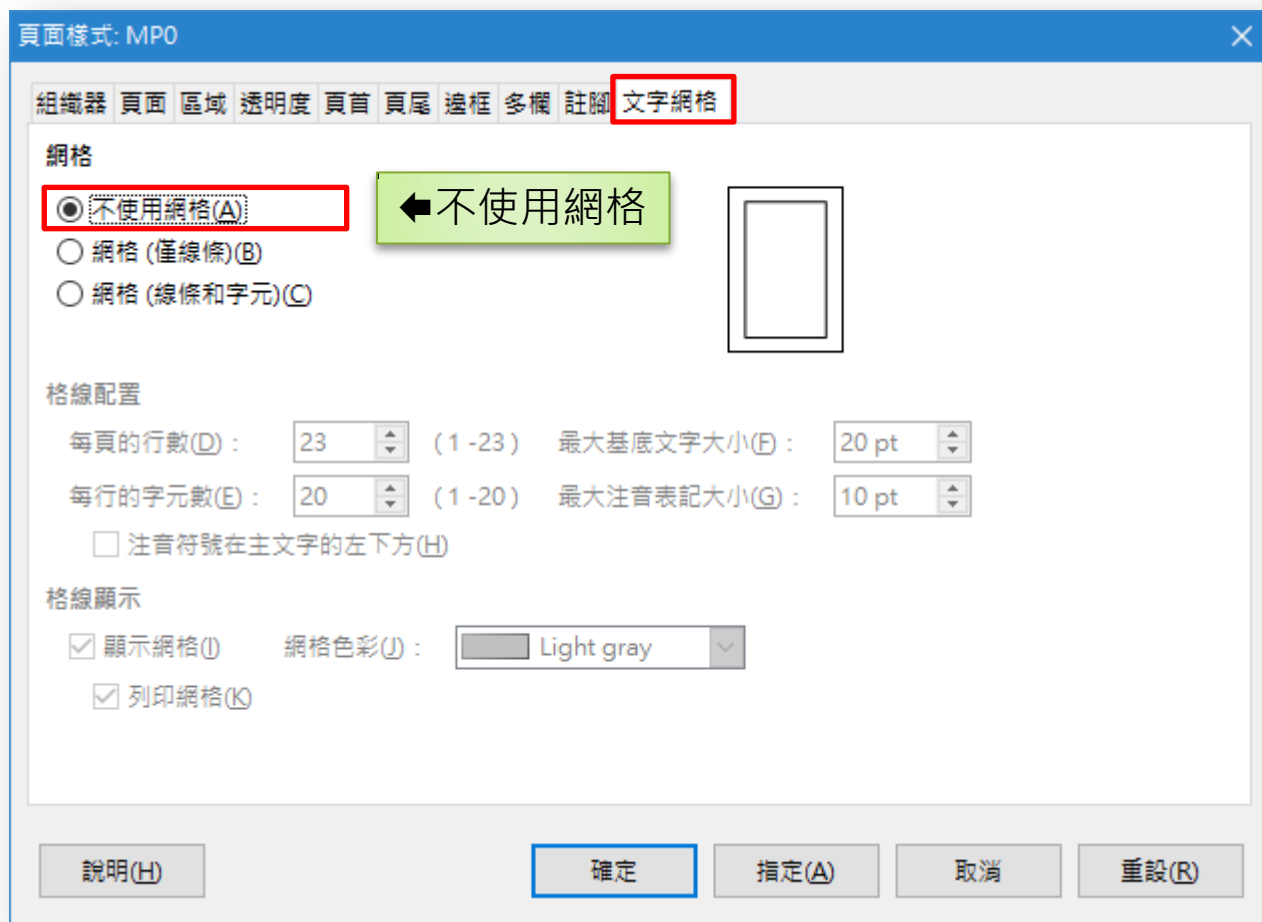 頁面樣式: MP0
組織器 頁面 區域 透明度 頁首 頁尾 邊框 多欄 註腳 文字網格
網格
不使用網格(A)
🡄不使用網格
網格 (僅線條)(B)
網格 (線條和字元)(C)
格線配置
每頁的行數(D)： 23 ( 1 -23 ) 最大基底文字大小(F)： 20 pt
每行的字元數(E)： 20 ( 1 -20 ) 最大注音表記大小(G)： 10 pt
注音符號在主文字的左下方(H)
格線顯示
顯示網格(I) 網格色彩(J)： Light gray
列印網格(K)
說明(H) 確定 指定(A) 取消 重設(R)